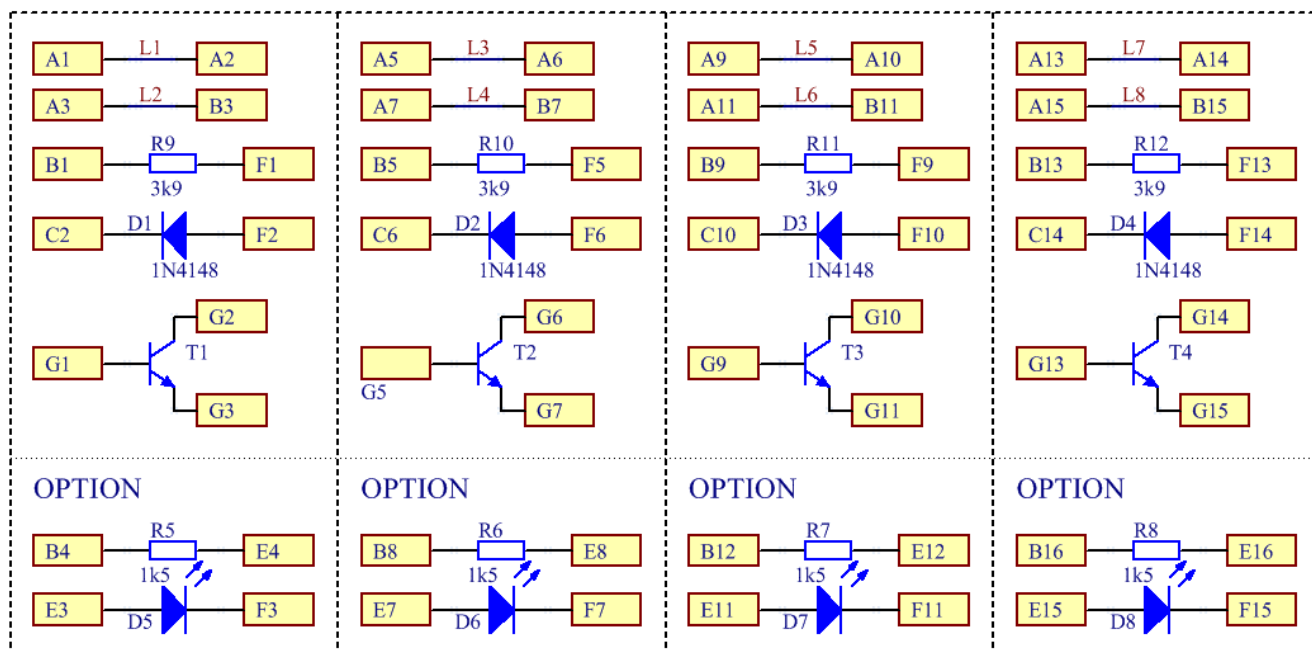 L1 L3 L5 L7
A1 A2 A5 A6 A9 A10 A13 A14
L2 L4 L6 L8
A3 B3 A7 B7 A11 B11 A15 B15
R9 R10 R11 R12
B1 F1 B5 F5 B9 F9 B13 F13
3k9 3k9 3k9 3k9
D1 D2 D3 D4
C2 F2 C6 F6 C10 F10 C14 F14
1N4148 1N4148 1N4148 1N4148
G2 G6 G10 G14
T1 T2 T3 T4
G1 G5 G9 G13
G3 G7 G11 G15
OPTION OPTION OPTION OPTION
R5 R6 R7 R8
B4 E4 B8 E8 B12 E12 B16 E16
1k5 1k5 1k5 1k5
E3 F3 E7 F7 E11 F11 E15 F15
D5 D6 D7 D8